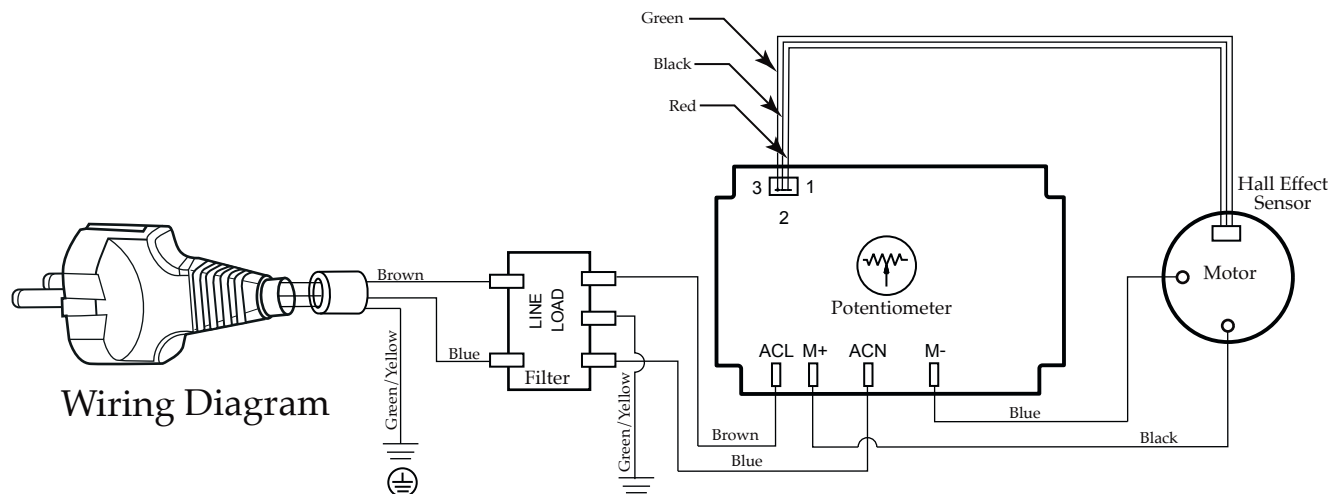 Green
Black
Red
3
1
2
Hall Effect
Sensor
Motor
Potentiometer
Brown
LINE
LOAD
Blue
Filter
Green/Yellow
Wiring Diagram
ACL M+ ACN M-
Green/Yellow
Brown
Blue
Blue
Black